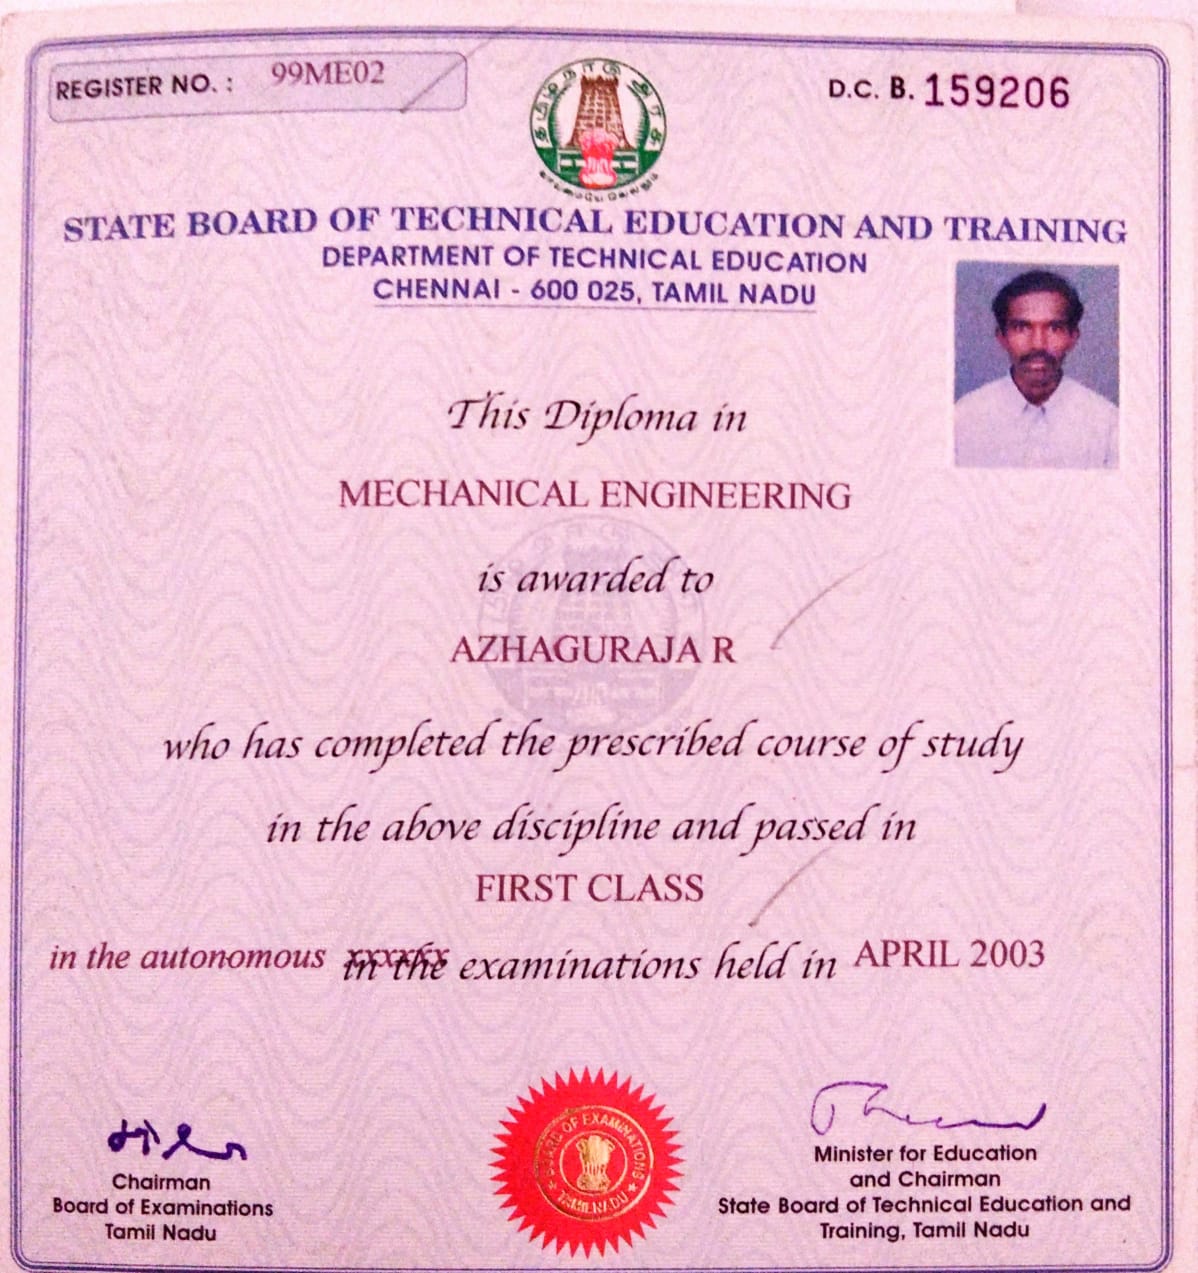 REGISTER NO. : 99ME02
D.C. B. 159206
தமிழ்நாடு அரசு
STATE BOARD OF TECHNICAL EDUCATION AND TRAINING
DEPARTMENT OF TECHNICAL EDUCATION
CHENNAI - 600 025, TAMIL NADU
This Diploma in
MECHANICAL ENGINEERING
is awarded to
AZHAGURAJA R
who has completed the prescribed course of study
in the above discipline and passed in
FIRST CLASS
in the autonomous in the examinations held in APRIL 2003
BOARD OF EXAMINATIONS
TAMILNADU
Chairman
Board of Examinations
Tamil Nadu
Minister for Education
and Chairman
State Board of Technical Education and
Training, Tamil Nadu